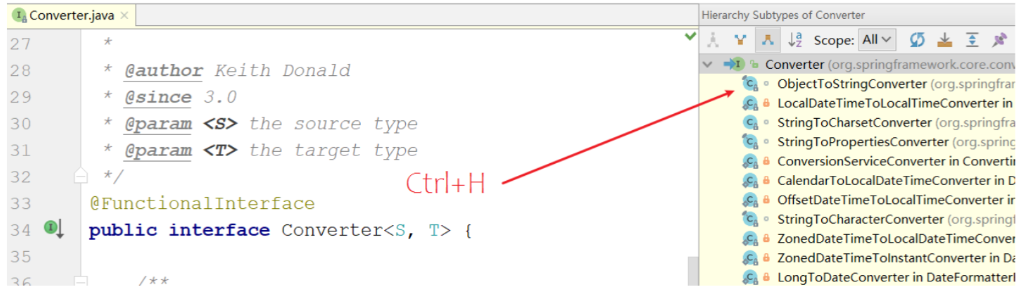 Converter.java
27 *
28 * @author Keith Donald
29 * @since 3.0
30 * @param <S> the source type
31 * @param <T> the target type
32 */
33 @FunctionalInterface
34 public interface Converter<S, T> {
35
36 /**
Ctrl+H
Hierarchy Subtypes of Converter
Scope: All
Converter (org.springframework.core.conv
ObjectToStringConverter (org.springfran
LocalDateTimeToLocalTimeConverter in
StringToCharsetConverter (org.springfra
StringToPropertiesConverter (org.spring
ConversionServiceConverter in Converti
CalendarToLocalDateTimeConverter in D
OffsetDateTimeToLocalTimeConverter in
StringToCharacterConverter (org.springf
ZonedDateTimeToLocalDateTimeConver
ZonedDateTimeToInstantConverter in Da
LongToDateConverter in DateFormatterI